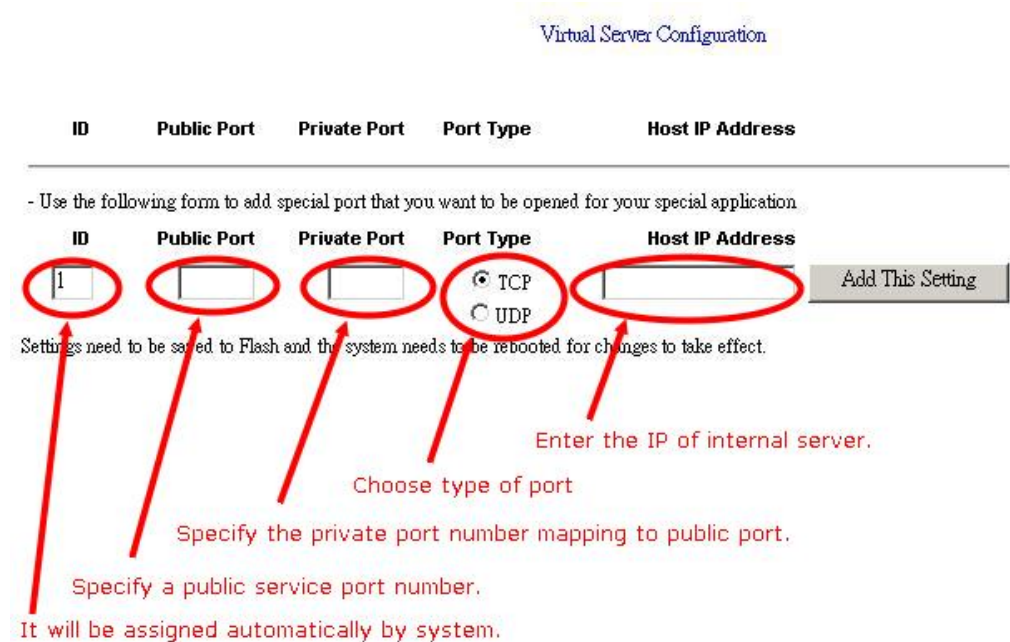 Virtual Server Configuration
ID Public Port Private Port Port Type Host IP Address
- Use the following form to add special port that you want to be opened for your special application
ID Public Port Private Port Port Type Host IP Address
1 TCP Add This Setting
UDP
Settings need to be saved to Flash and the system needs to be rebooted for changes to take effect.
Enter the IP of internal server.
Choose type of port
Specify the private port number mapping to public port.
Specify a public service port number.
It will be assigned automatically by system.